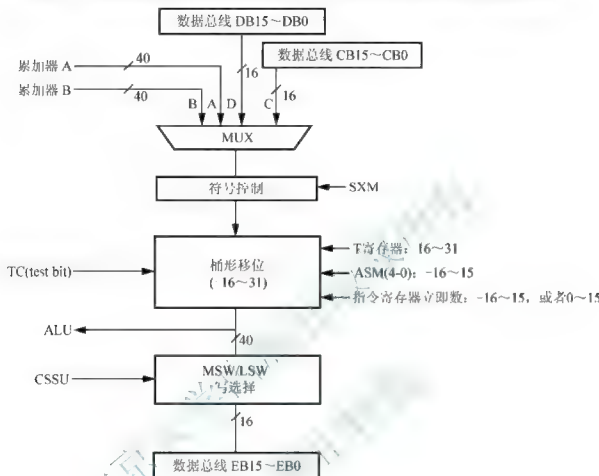 数据总线 DB15~DB0
数据总线 CB15~CB0
累加器 A
40
16
累加器 B
40
16
B A D C
MUX
符号控制
SXM
TC(test bit)
桶形移位
( 16~31)
T寄存器：16~31
ASM(4-0)：-16~15
指令寄存器立即数：-16~15，或者0~15
ALU
40
CSSU
MSW/LSW
写选择
16
数据总线 EB15~EB0